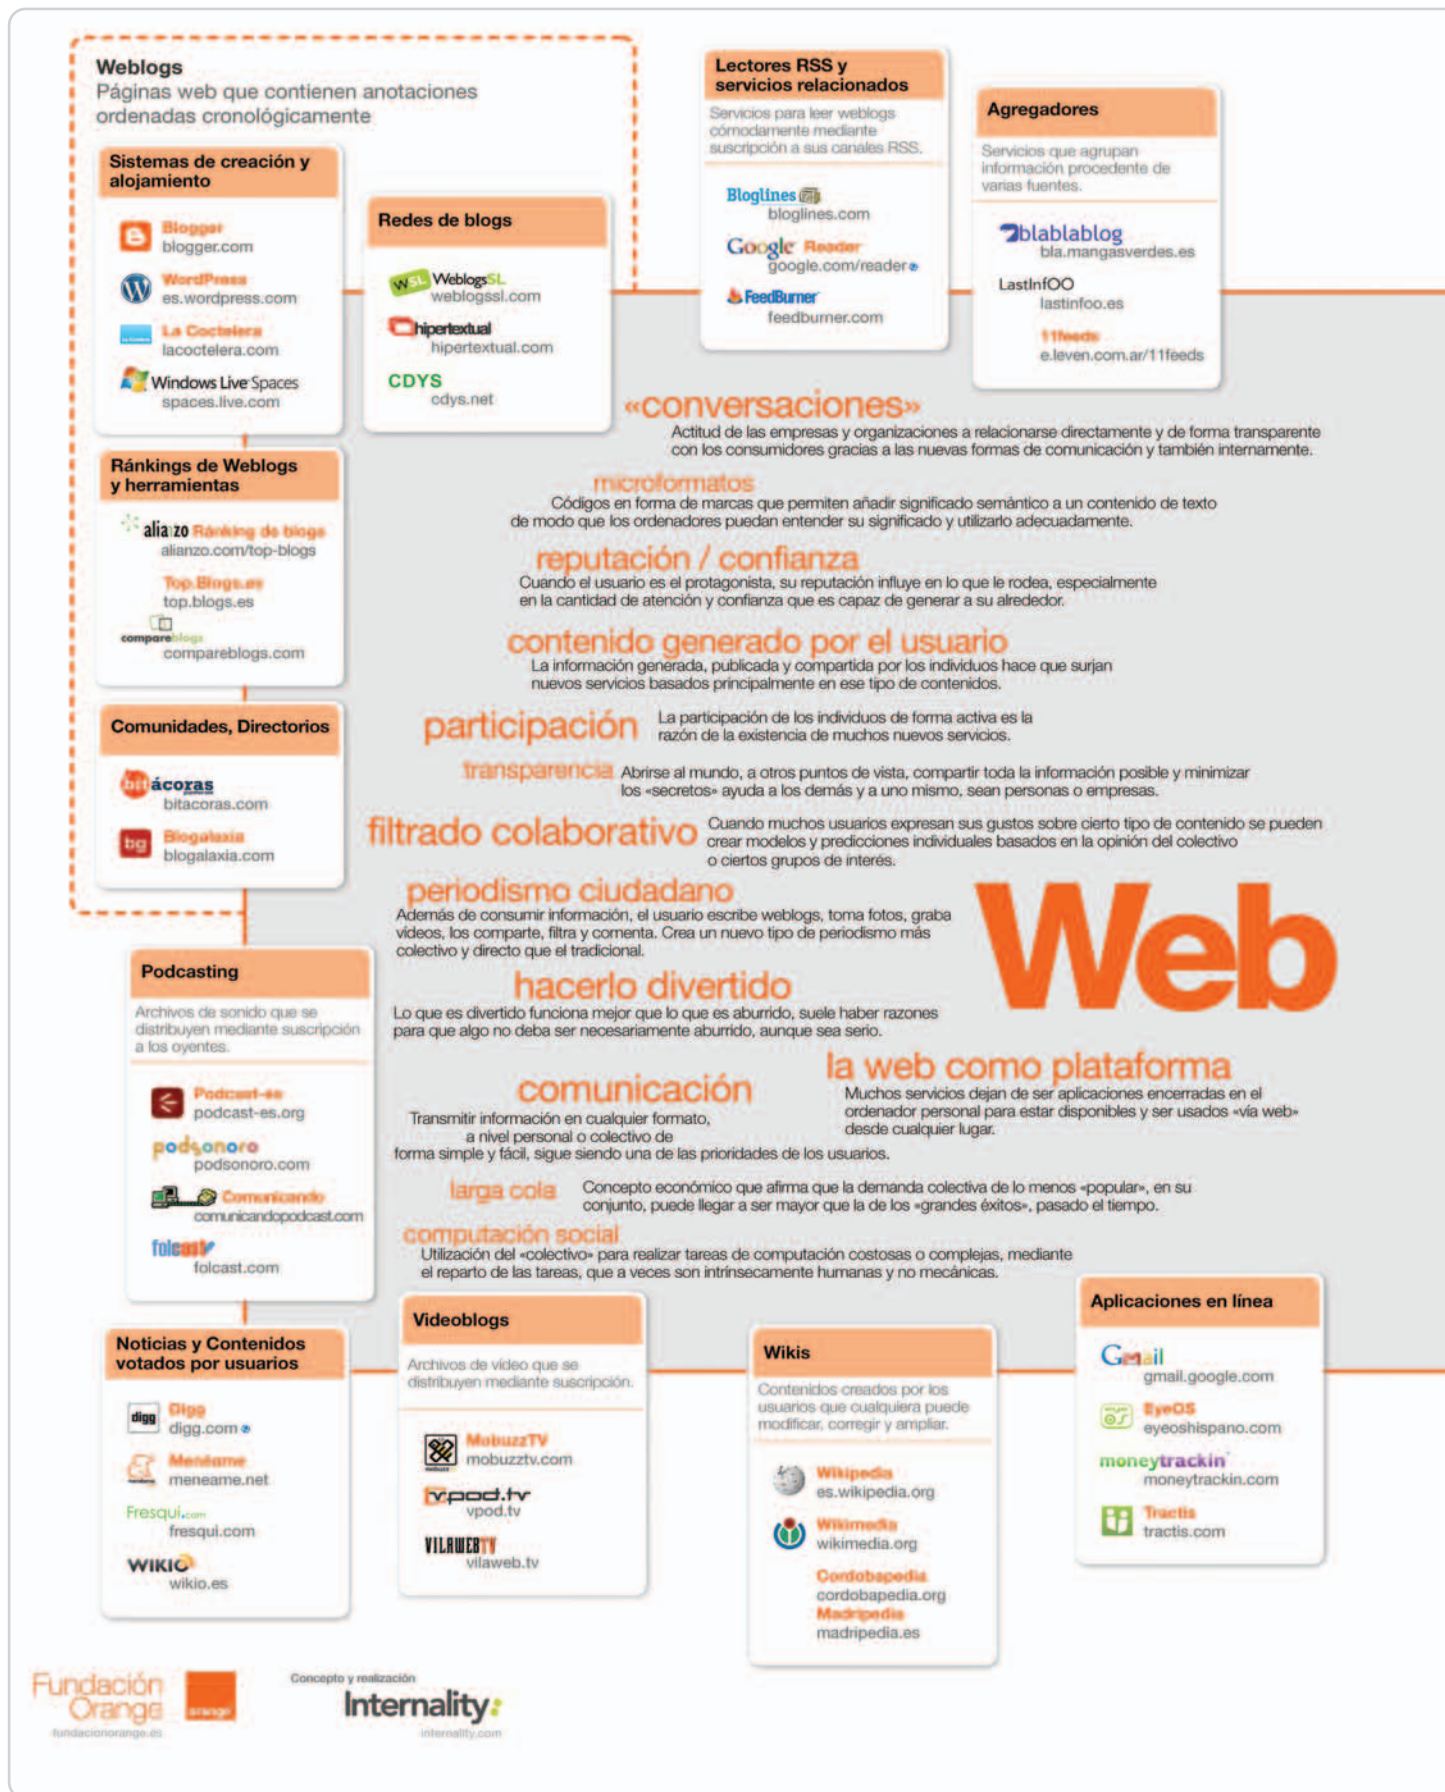 Weblogs
Páginas web que contienen anotaciones
ordenadas cronológicamente
Sistemas de creación y
alojamiento
Blogger
blogger.com
WordPress
es.wordpress.com
La Coctelera
lacoctelera.com
Windows Live Spaces
spaces.live.com
Redes de blogs
WSL WeblogsSL
weblogssl.com
hipertextual
hipertextual.com
CDYS
cdys.net
Ránkings de Weblogs
y herramientas
alianzo Ránking de blogs
alianzo.com/top-blogs
Top.Blogs.es
top.blogs.es
compareblogs
compareblogs.com
Comunidades, Directorios
bitácoras
bitacoras.com
bg Blogalaxia
blogalaxia.com
Lectores RSS y
servicios relacionados
Servicios para leer weblogs
cómodamente mediante
suscripción a sus canales RSS.
Bloglines
bloglines.com
Google Reader
google.com/reader
FeedBurner
feedburner.com
Agregadores
Servicios que agrupan
información procedente de
varias fuentes.
blablablog
bla.mangasverdes.es
LastInfOO
lastinfoo.es
11feeds
e.leven.com.ar/11feeds
«conversaciones»
Actitud de las empresas y organizaciones a relacionarse directamente y de forma transparente
con los consumidores gracias a las nuevas formas de comunicación y también internamente.
microformatos
Códigos en forma de marcas que permiten añadir significado semántico a un contenido de texto
de modo que los ordenadores puedan entender su significado y utilizarlo adecuadamente.
reputación / confianza
Cuando el usuario es el protagonista, su reputación influye en lo que le rodea, especialmente
en la cantidad de atención y confianza que es capaz de generar a su alrededor.
contenido generado por el usuario
La información generada, publicada y compartida por los individuos hace que surjan
nuevos servicios basados principalmente en ese tipo de contenidos.
participación
La participación de los individuos de forma activa es la
razón de la existencia de muchos nuevos servicios.
transparencia
Abrirse al mundo, a otros puntos de vista, compartir toda la información posible y minimizar
los «secretos» ayuda a los demás y a uno mismo, sean personas o empresas.
filtrado colaborativo
Cuando muchos usuarios expresan sus gustos sobre cierto tipo de contenido se pueden
crear modelos y predicciones individuales basados en la opinión del colectivo
o ciertos grupos de interés.
periodismo ciudadano
Además de consumir información, el usuario escribe weblogs, toma fotos, graba
vídeos, los comparte, filtra y comenta. Crea un nuevo tipo de periodismo más
colectivo y directo que el tradicional.
Web
hacerlo divertido
Lo que es divertido funciona mejor que lo que es aburrido, suele haber razones
para que algo no deba ser necesariamente aburrido, aunque sea serio.
la web como plataforma
Muchos servicios dejan de ser aplicaciones encerradas en el
ordenador personal para estar disponibles y ser usados «vía web»
desde cualquier lugar.
comunicación
Transmitir información en cualquier formato,
a nivel personal o colectivo de
forma simple y fácil, sigue siendo una de las prioridades de los usuarios.
larga cola
Concepto económico que afirma que la demanda colectiva de lo menos «popular», en su
conjunto, puede llegar a ser mayor que la de los «grandes éxitos», pasado el tiempo.
computación social
Utilización del «colectivo» para realizar tareas de computación costosas o complejas, mediante
el reparto de las tareas, que a veces son intrínsecamente humanas y no mecánicas.
Podcasting
Archivos de sonido que se
distribuyen mediante suscripción
a los oyentes.
Podcast-es
podcast-es.org
podsonoro
podsonoro.com
Comunicando
comunicandopodcast.com
folcast
folcast.com
Noticias y Contenidos
votados por usuarios
digg Digg
digg.com
Menéame
meneame.net
Fresqui.com
fresqui.com
WIKIO
wikio.es
Videoblogs
Archivos de vídeo que se
distribuyen mediante suscripción.
mobuzz MobuzzTV
mobuzztv.com
vpod.tv
vpod.tv
VILAWEBTV
vilaweb.tv
Wikis
Contenidos creados por los
usuarios que cualquiera puede
modificar, corregir y ampliar.
Wikipedia
es.wikipedia.org
Wikimedia
wikimedia.org
Cordobapedia
cordobapedia.org
Madripedia
madripedia.es
Aplicaciones en línea
Gmail
gmail.google.com
EyeOS
eyeoshispano.com
moneytrackin'
moneytrackin.com
Tractis
tractis.com
Fundación
Orange
orange
fundacionorange.es
Concepto y realización
Internality:
internality.com